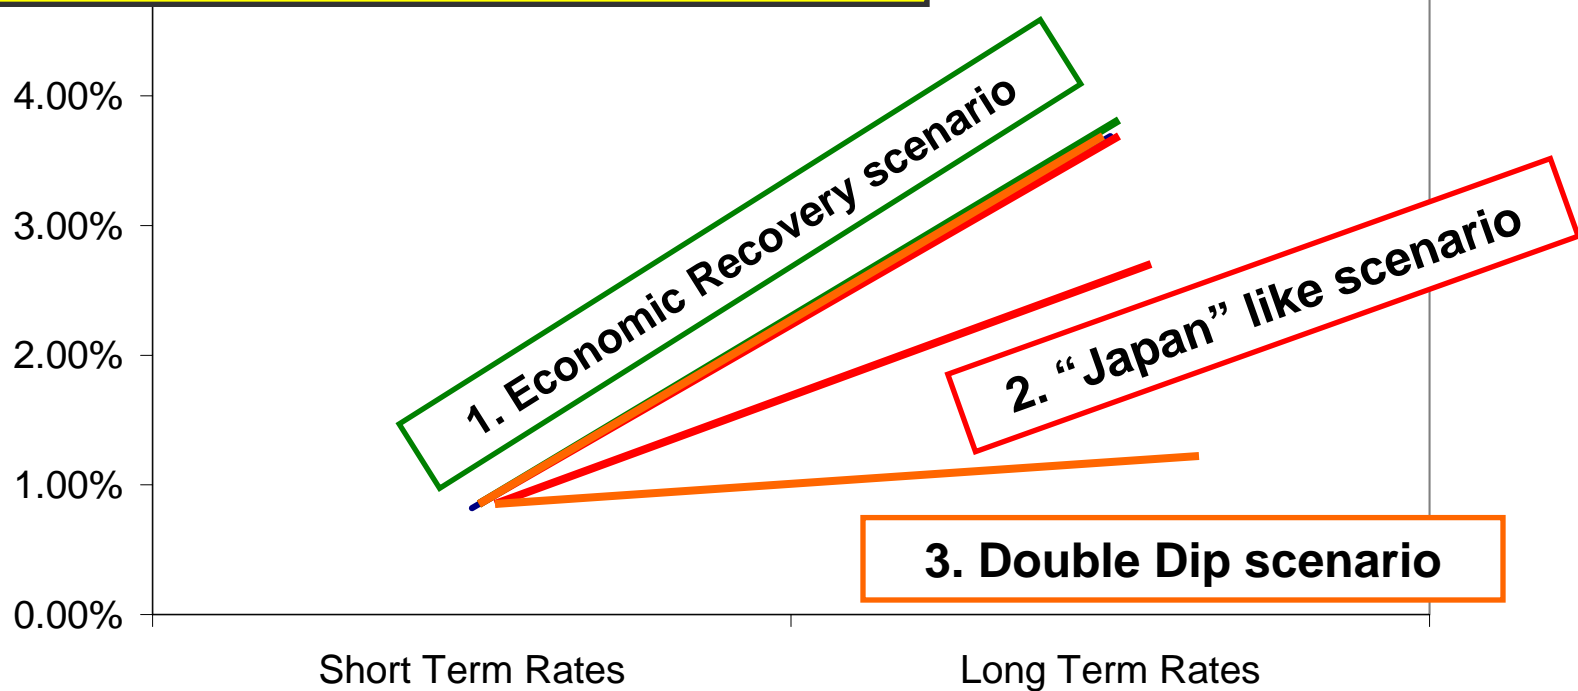 4.00%
3.00%
2.00%
1.00%
0.00%
1. Economic Recovery scenario
2. “Japan” like scenario
3. Double Dip scenario
Short Term Rates
Long Term Rates